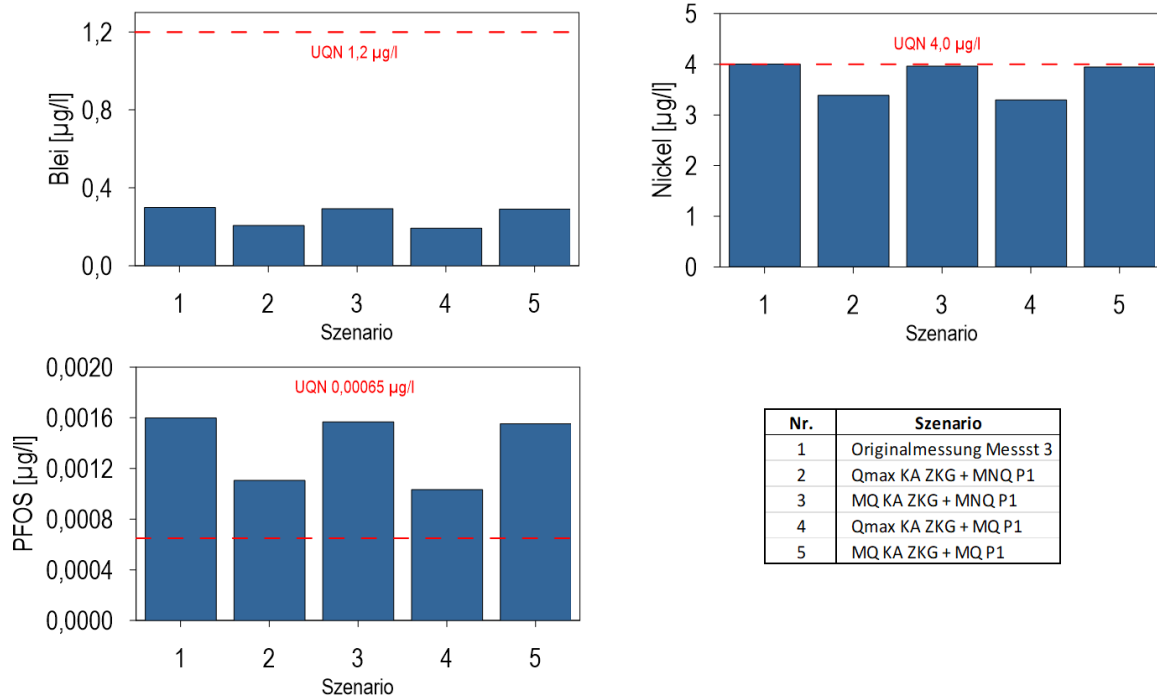 1,2
0,8
0,4
0,0
Blei [µg/l]
UQN 1,2 µg/l
1 2 3 4 5
Szenario
5
4
3
2
1
0
Nickel [µg/l]
UQN 4,0 µg/l
1 2 3 4 5
Szenario
0,0020
0,0016
0,0012
0,0008
0,0004
0,0000
PFOS [µg/l]
UQN 0,00065 µg/l
1 2 3 4 5
Szenario
Nr. Szenario
1 Originalmessung Messst 3
2 Qmax KA ZKG + MNQ P1
3 MQ KA ZKG + MNQ P1
4 Qmax KA ZKG + MQ P1
5 MQ KA ZKG + MQ P1